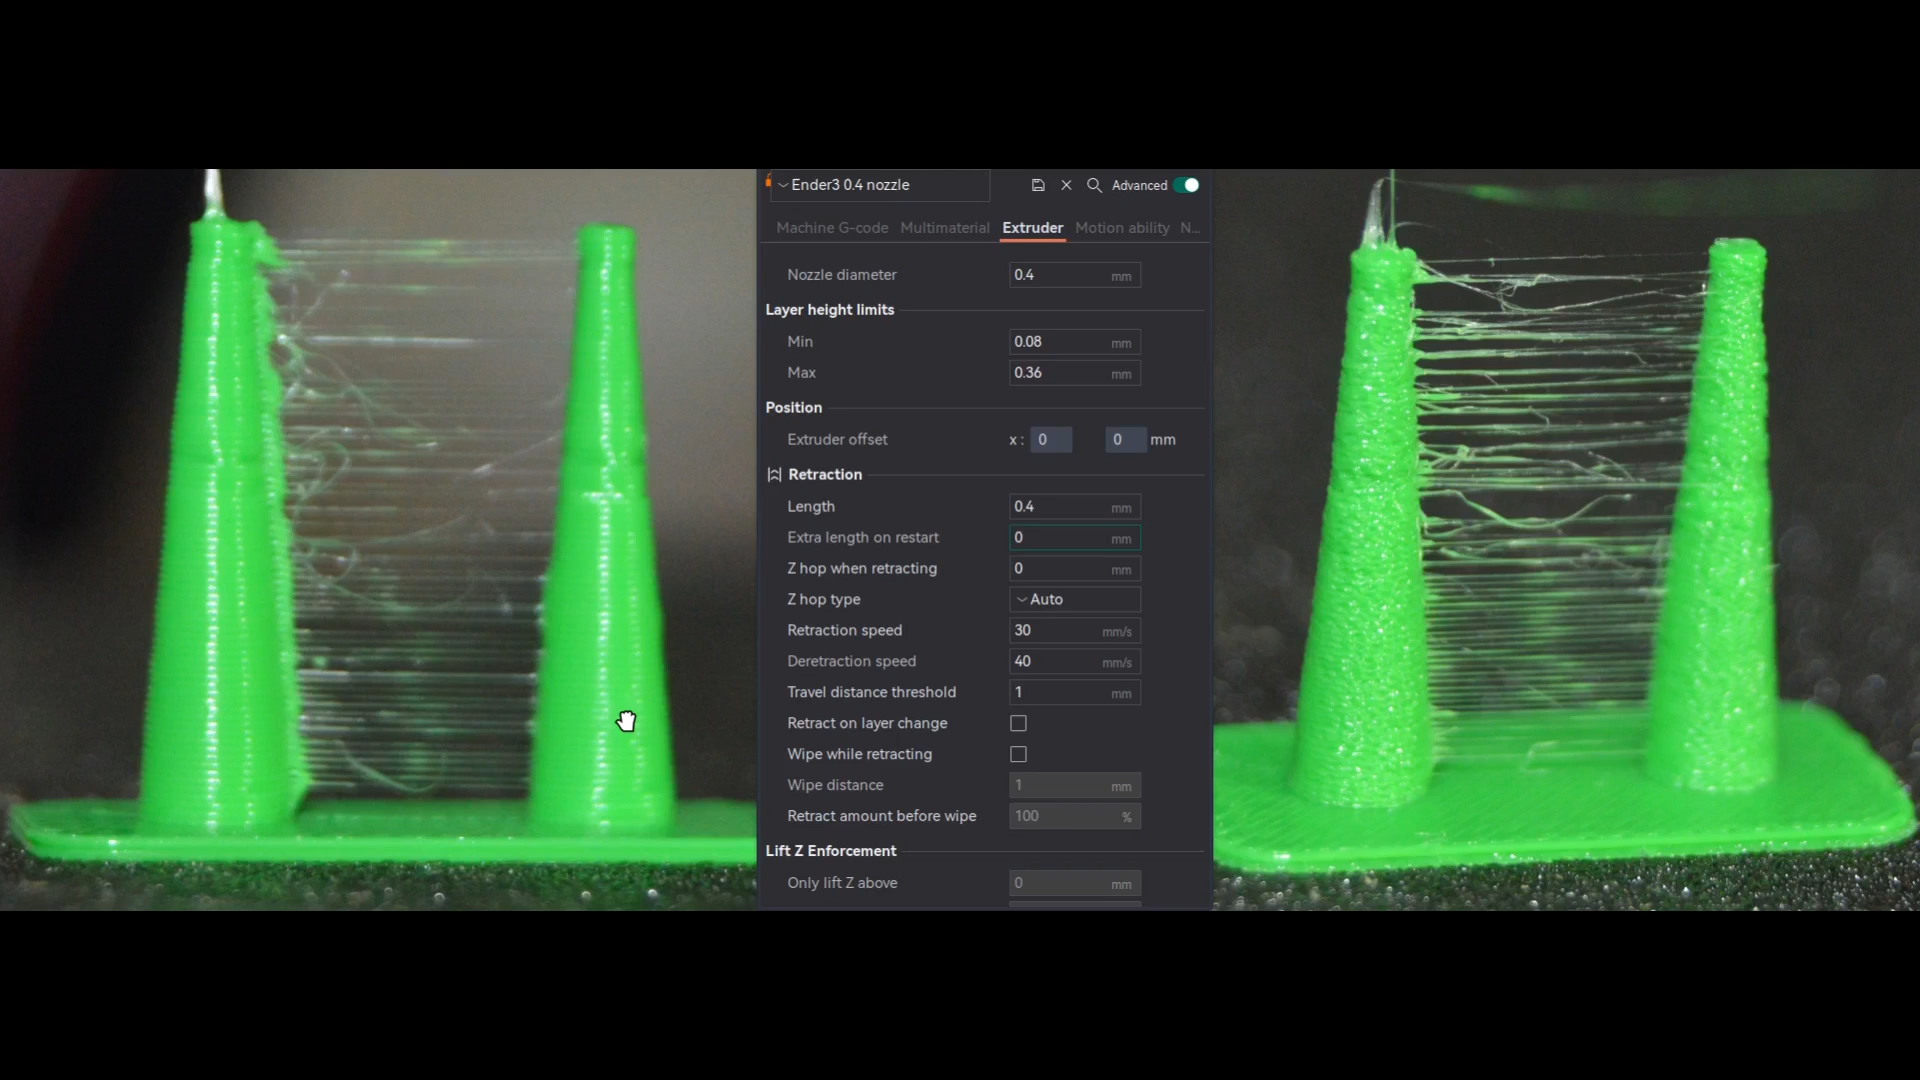 Ender3 0.4 nozzle Advanced
Machine G-code Multimaterial Extruder Motion ability N...
Nozzle diameter 0.4 mm
Layer height limits
Min 0.08 mm
Max 0.36 mm
Position
Extruder offset x : 0 0 mm
Retraction
Length 0.4 mm
Extra length on restart 0 mm
Z hop when retracting 0 mm
Z hop type Auto
Retraction speed 30 mm/s
Deretraction speed 40 mm/s
Travel distance threshold 1 mm
Retract on layer change
Wipe while retracting
Wipe distance 1 mm
Retract amount before wipe 100 %
Lift Z Enforcement
Only lift Z above 0 mm